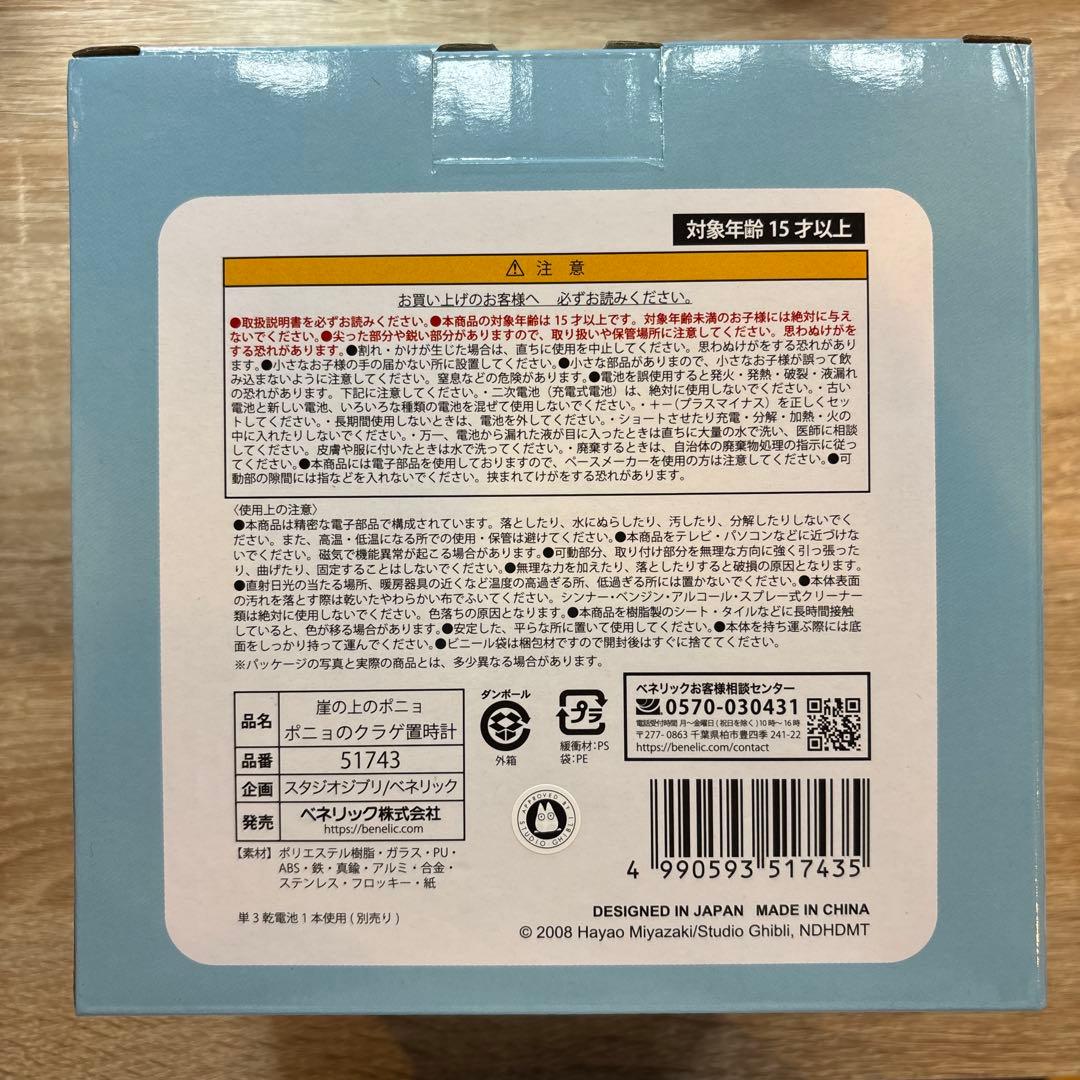 対象年齢 15 才以上
⚠ 注 意
お買い上げのお客様へ 必ずお読みください。
●取扱説明書を必ずお読みください。●本商品の対象年齢は 15 才以上です。対象年齢未満のお子様には絶対に与え
ないでください。●尖った部分や鋭い部分がありますので、取り扱いや保管場所に注意してください。思わぬけがを
する恐れがあります。●割れ・かけが生じた場合は、直ちに使用を中止してください。思わぬけがをする恐れがあり
ます。●小さなお子様の手の届かない所に設置してください。●小さな部品がありまので、小さなお子様が誤って飲
み込まないように注意してください。窒息などの危険があります。●電池を誤使用すると発火・発熱・破裂・液漏れ
の恐れがあります。下記に注意してください。・二次電池（充電式電池）は、絶対に使用しないでください。・古い
電池と新しい電池、いろいろな種類の電池を混ぜて使用しないでください。・＋－（プラスマイナス）を正しくセッ
トしてください。・長期間使用しないときは、電池を外してください。・ショートさせたり充電・分解・加熱・火の
中に入れたりしないでください。・万一、電池から漏れた液が目に入ったときは直ちに大量の水で洗い、医師に相談
してください。皮膚や服に付いたときは水で洗ってください。・廃棄するときは、自治体の廃棄物処理の指示に従っ
てください。●本商品には電子部品を使用しておりますので、ペースメーカーを使用の方は注意してください。●可
動部の隙間には指などを入れないでください。挟まれてけがをする恐れがあります。
〈使用上の注意〉
●本商品は精密な電子部品で構成されています。落としたり、水にぬらしたり、汚したり、分解したりしないでく
ださい。また、高温・低温になる所での使用・保管は避けてください。●本商品をテレビ・パソコンなどに近づけな
いでください。磁気で機能異常が起こる場合があります。●可動部分、取り付け部分を無理な方向に強く引っ張った
り、曲げたり、固定することはしないでください。●無理な力を加えたり、落としたりすると破損の原因となります。
●直射日光の当たる場所、暖房器具の近くなど温度の高過ぎる所、低過ぎる所には置かないでください。●本体表面
の汚れを落とす際は乾いたやわらかい布でふいてください。シンナー・ベンジン・アルコール・スプレー式クリーナー
類は絶対に使用しないでください。色落ちの原因となります。●本商品を樹脂製のシート・タイルなどに長時間接触
していると、色が移る場合があります。●安定した、平らな所に置いて使用してください。●本体を持ち運ぶ際には底
面をしっかり持って運んでください。●ビニール袋は梱包材ですので開封後はすぐに捨ててください。
※パッケージの写真と実際の商品とは、多少異なる場合があります。
品名 崖の上のポニョ
ポニョのクラゲ置時計
品番 51743
企画 スタジオジブリ/ベネリック
発売 ベネリック株式会社
https://benelic.com
【素材】ポリエステル樹脂・ガラス・PU・
ABS・鉄・真鍮・アルミ・合金・
ステンレス・フロッキー・紙
単３乾電池１本使用 ( 別売り )
ダンボール
外箱
プラ
緩衝材：PS
袋：PE
APPROVED BY
STUDIO GHIBLI
ベネリックお客様相談センター
0570-030431
電話受付時間 月〜金曜日 ( 祝日を除く ) 10 時〜 16 時
〒277- 0863 千葉県柏市豊四季 241-22
https://benelic.com/contact
4 990593 517435
DESIGNED IN JAPAN MADE IN CHINA
© 2008 Hayao Miyazaki/Studio Ghibli, NDHDMT